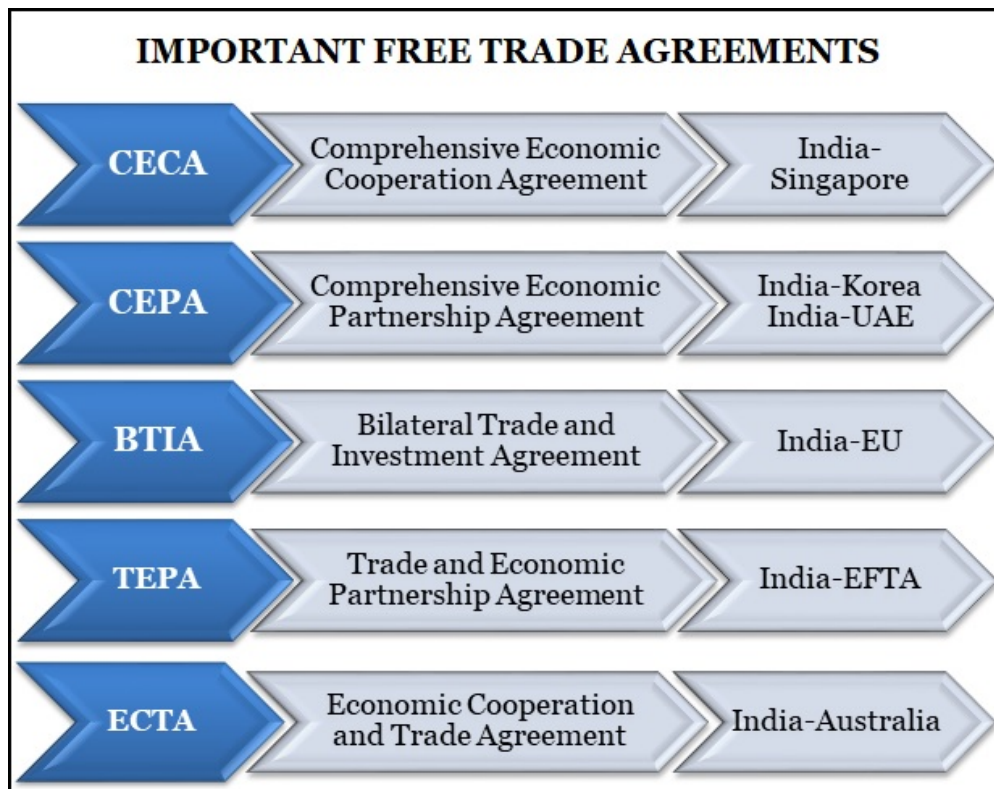 IMPORTANT FREE TRADE AGREEMENTS
CECA
Comprehensive Economic
Cooperation Agreement
India-
Singapore
CEPA
Comprehensive Economic
Partnership Agreement
India-Korea
India-UAE
BTIA
Bilateral Trade and
Investment Agreement
India-EU
TEPA
Trade and Economic
Partnership Agreement
India-EFTA
ECTA
Economic Cooperation
and Trade Agreement
India-Australia